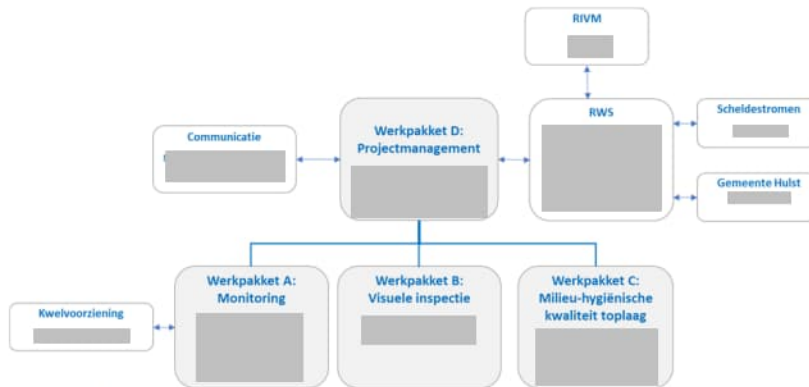 RIVM
RWS
Scheldestromen
Communicatie
Werkpakket D:
Projectmanagement
Gemeente Hulst
Werkpakket A:
Monitoring
Werkpakket B:
Visuele inspectie
Werkpakket C:
Milieu-hygiënische
kwaliteit toplaag
Kwelvoorziening